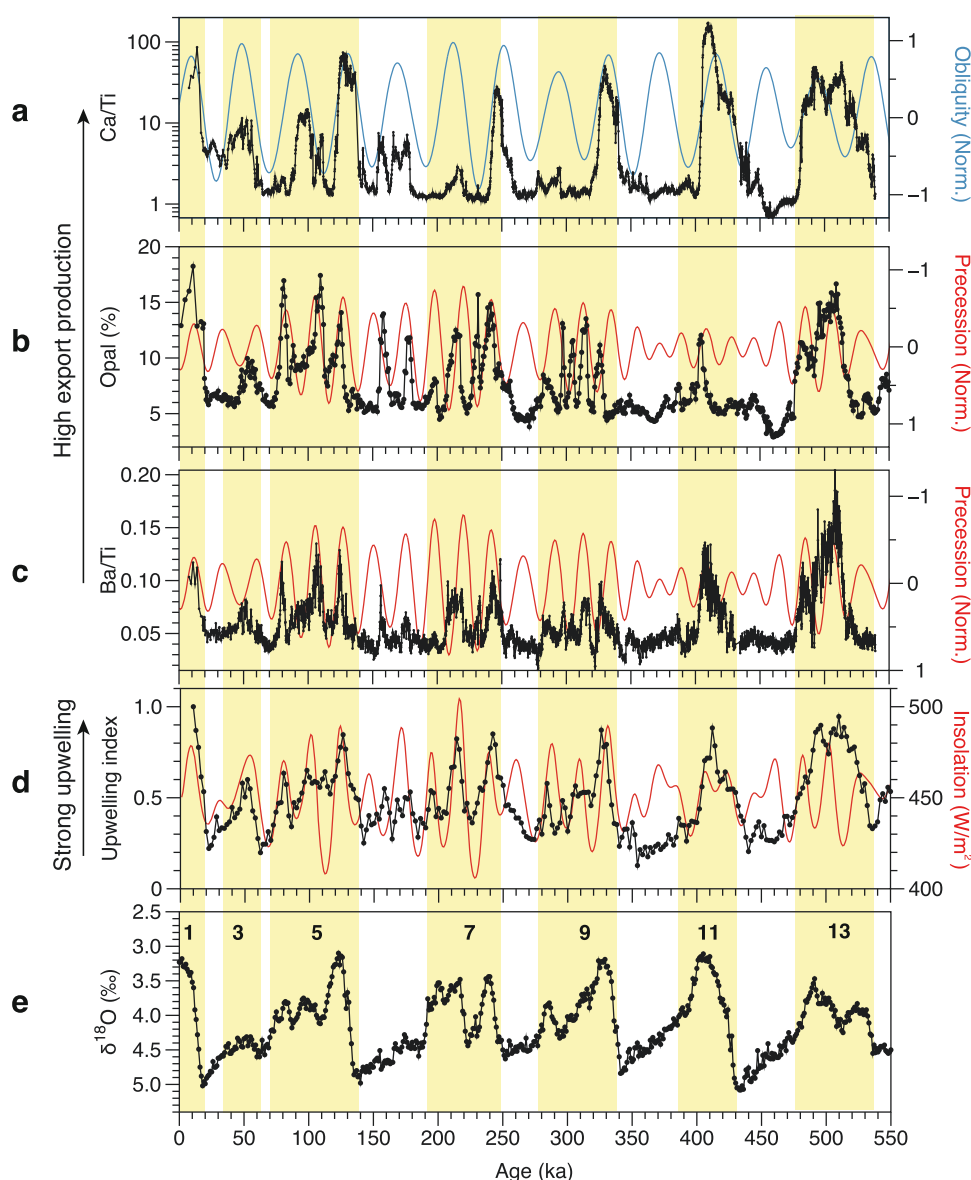 a
100
10
1
Ca/Ti
1
0
−1
Obliquity (Norm.)
High export production
b
20
15
10
5
Opal (%)
−1
0
1
Precession (Norm.)
c
0.20
0.15
0.10
0.05
Ba/Ti
−1
0
1
Precession (Norm.)
d
Strong upwelling
Upwelling index
1.0
0.5
0
500
450
400
Insolation (W/m²)
e
2.5
3.0
3.5
4.0
4.5
5.0
δ¹⁸O (‰)
1 3 5 7 9 11 13
0 50 100 150 200 250 300 350 400 450 500 550
Age (ka)